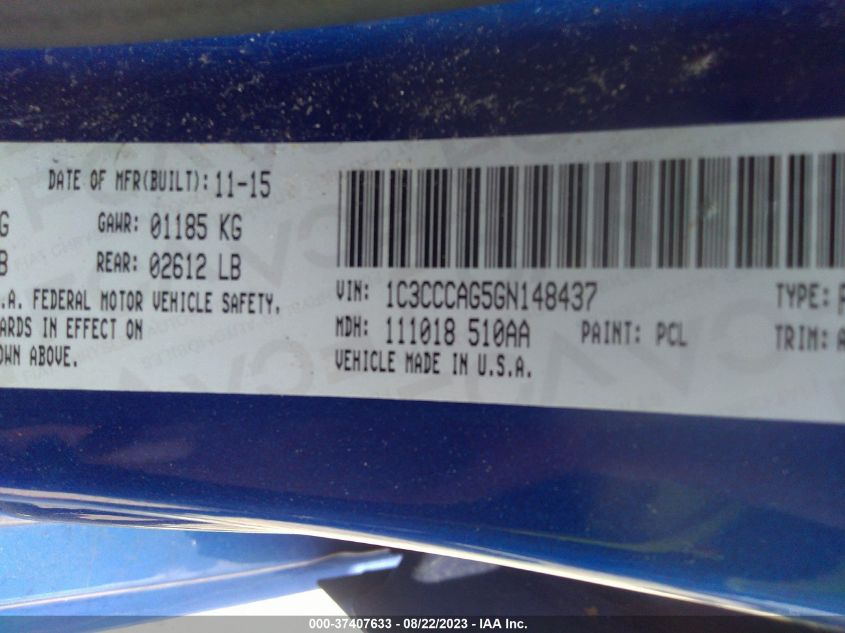 DATE OF MFR(BUILT): 11-15
G GAWR: 01185 KG
B REAR: 02612 LB
.A. FEDERAL MOTOR VEHICLE SAFETY,
ARDS IN EFFECT ON
OWN ABOVE.
VIN: 1C3CCCAG5GN148437 TYPE:
MDH: 111018 510AA PAINT: PCL TRIM: A
VEHICLE MADE IN U.S.A.
000-37407633 - 08/22/2023 - IAA Inc.